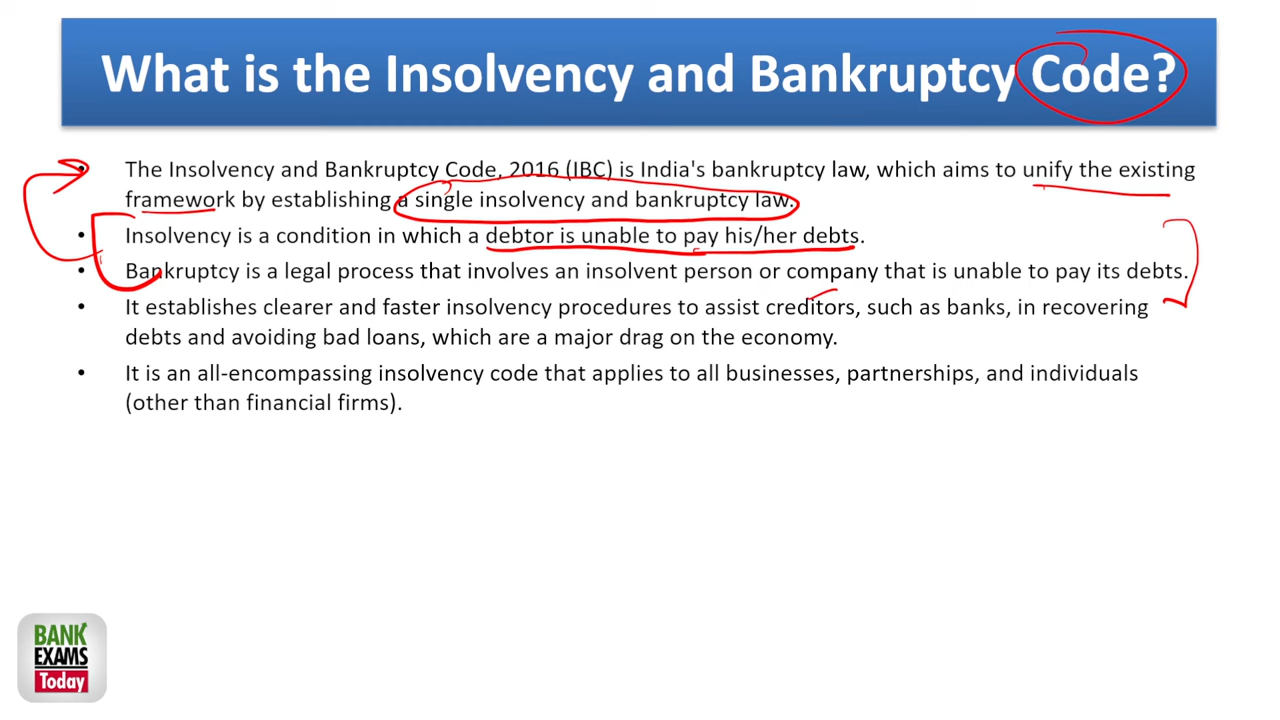 What is the Insolvency and Bankruptcy Code?
• The Insolvency and Bankruptcy Code, 2016 (IBC) is India's bankruptcy law, which aims to unify the existing
framework by establishing a single insolvency and bankruptcy law.
• Insolvency is a condition in which a debtor is unable to pay his/her debts.
• Bankruptcy is a legal process that involves an insolvent person or company that is unable to pay its debts.
• It establishes clearer and faster insolvency procedures to assist creditors, such as banks, in recovering
debts and avoiding bad loans, which are a major drag on the economy.
• It is an all-encompassing insolvency code that applies to all businesses, partnerships, and individuals
(other than financial firms).
BANK
EXAMS
Today